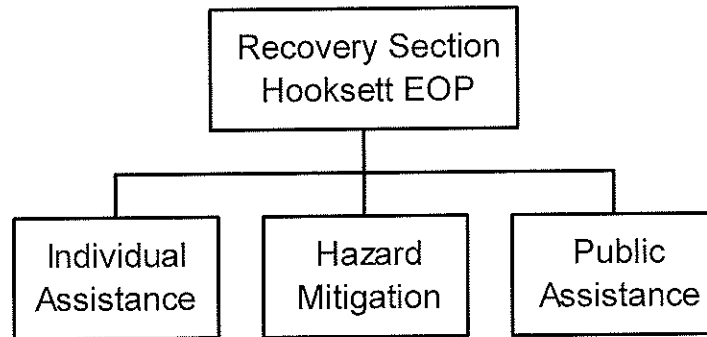 Recovery Section
Hooksett EOP
Individual
Assistance
Hazard
Mitigation
Public
Assistance